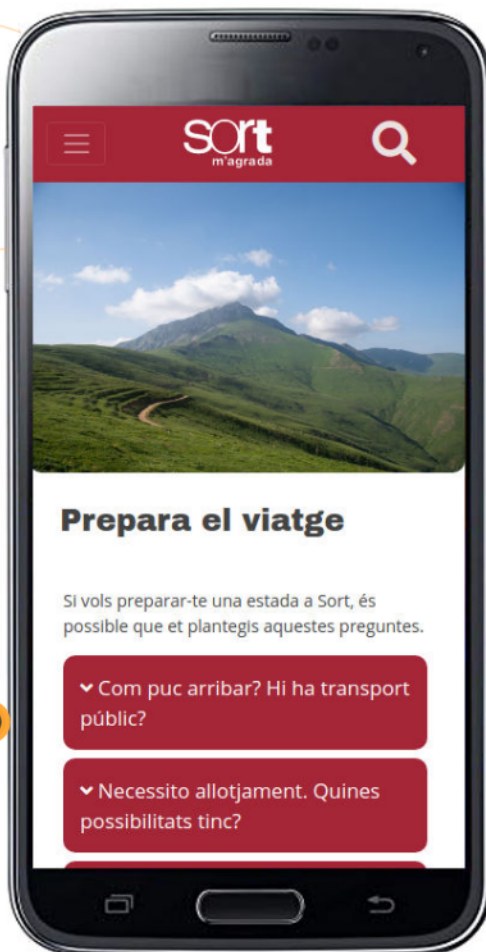 sort
m'agrada
Prepara el viatge
Si vols preparar-te una estada a Sort, és
possible que et plantegis aquestes preguntes.
Com puc arribar? Hi ha transport
públic?
Necessito allotjament. Quines
possibilitats tinc?